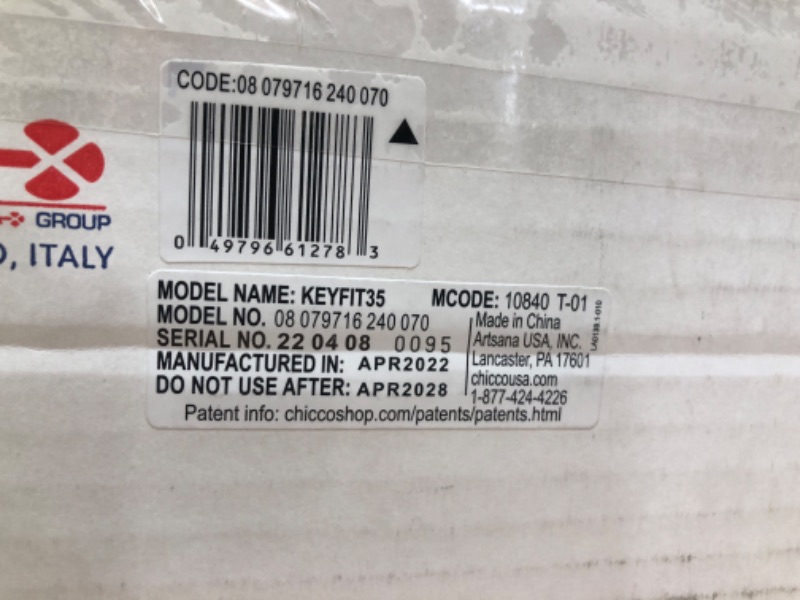 CODE:08 079716 240 070
0 49796 61278 3
GROUP
, ITALY
MODEL NAME: KEYFIT35
MCODE: 10840 T-01
MODEL NO. 08 079716 240 070
SERIAL NO. 22 04 08 0095
MANUFACTURED IN: APR2022
DO NOT USE AFTER: APR2028
Made in China
Artsana USA, INC.
Lancaster, PA 17601
chiccousa.com
1-877-424-4226
Patent info: chiccoshop.com/patents/patents.html